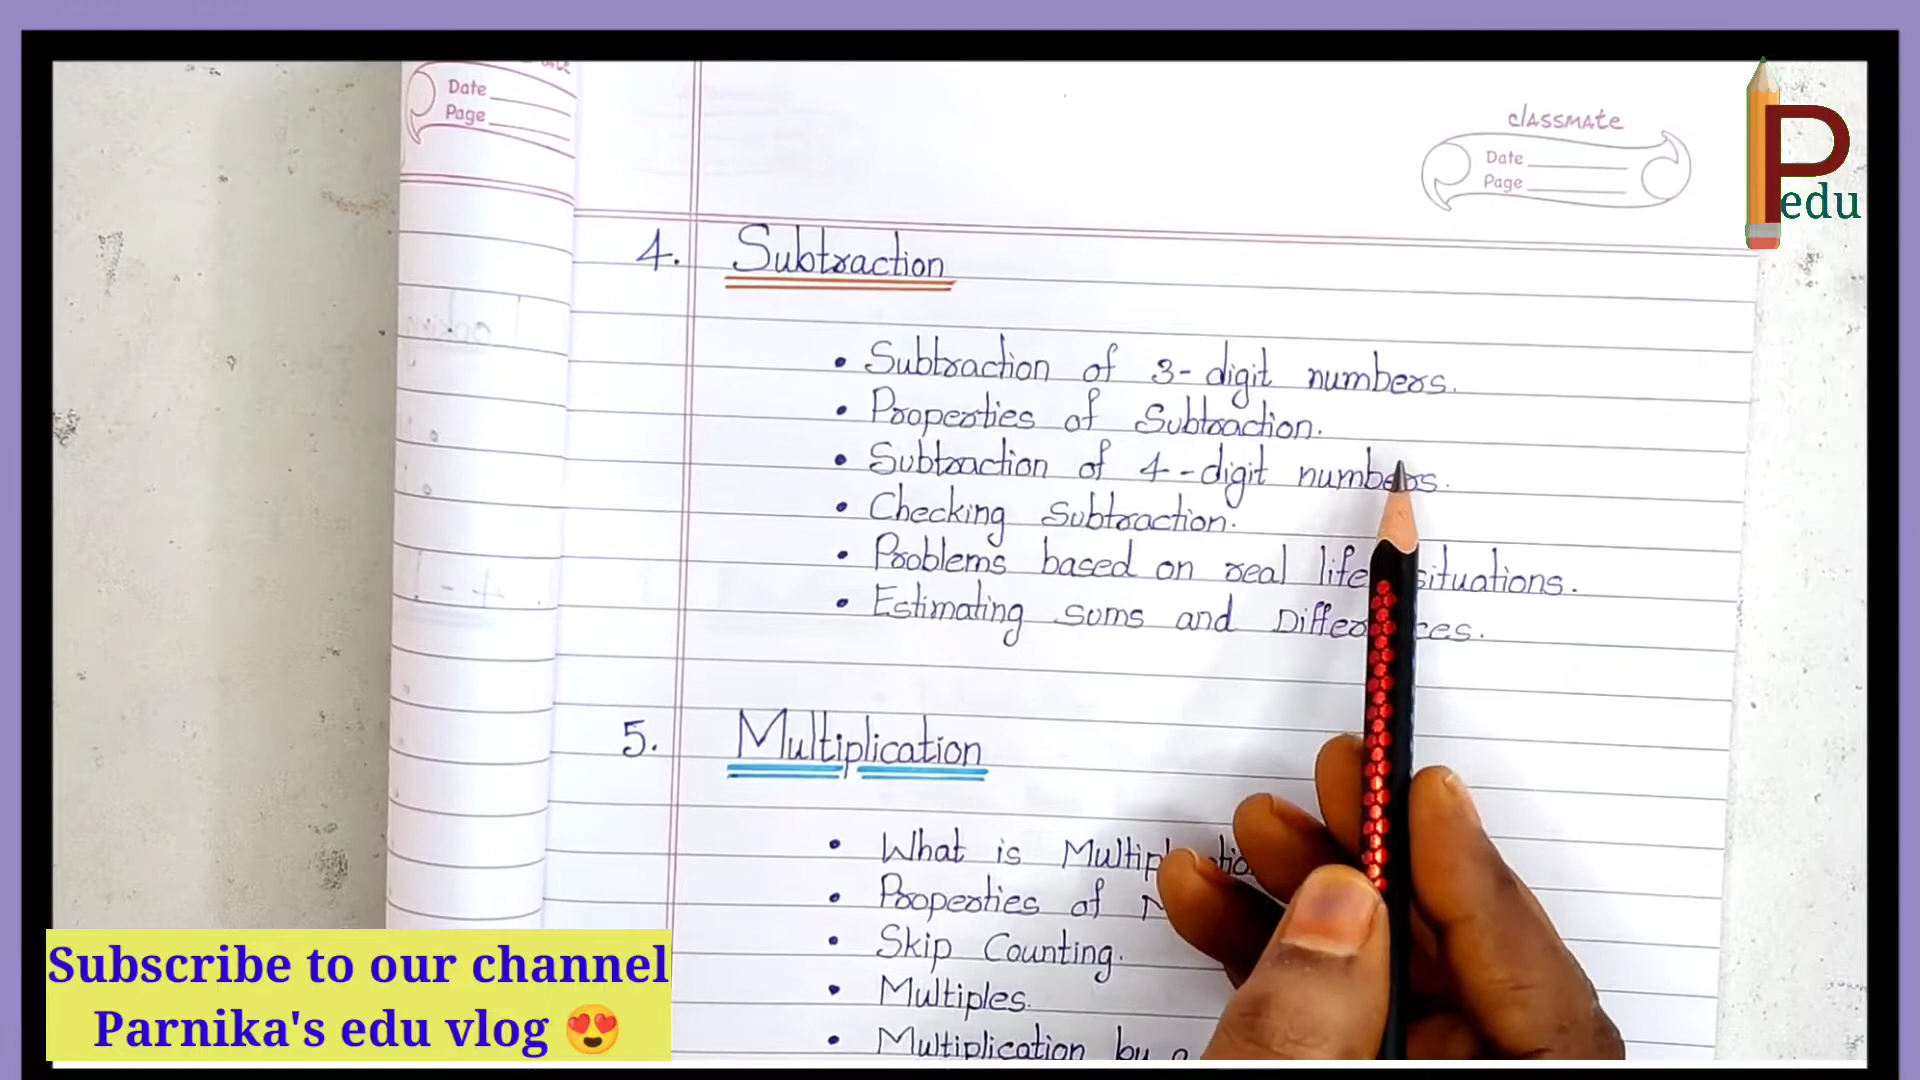 Date
Page
classmate
Date
Page
P
edu
4. Subtraction
• Subtraction of 3-digit numbers.
• Properties of Subtraction.
• Subtraction of 4-digit numbers.
• Checking Subtraction.
• Problems based on real life situations.
• Estimating sums and Differences.
5. Multiplication
• What is
• Properties of
• Skip Counting.
• Multiples.
• Multiplication by a
Subscribe to our channel
Parnika's edu vlog 😍